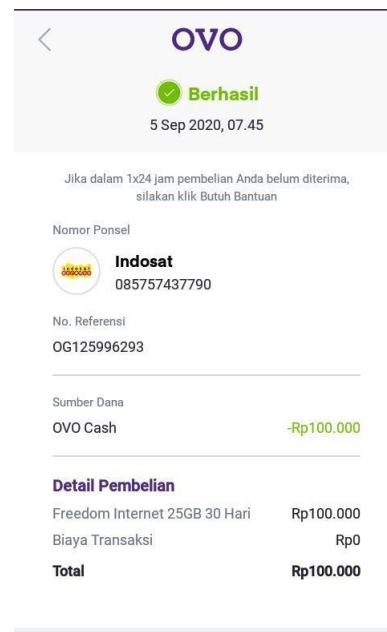 OVO
Berhasil
5 Sep 2020, 07.45
Jika dalam 1x24 jam pembelian Anda belum diterima,
silakan klik Butuh Bantuan
Nomor Ponsel
indosat
ooredoo
Indosat
085757437790
No. Referensi
OG125996293
Sumber Dana
OVO Cash -Rp100.000
Detail Pembelian
Freedom Internet 25GB 30 Hari Rp100.000
Biaya Transaksi Rp0
Total Rp100.000